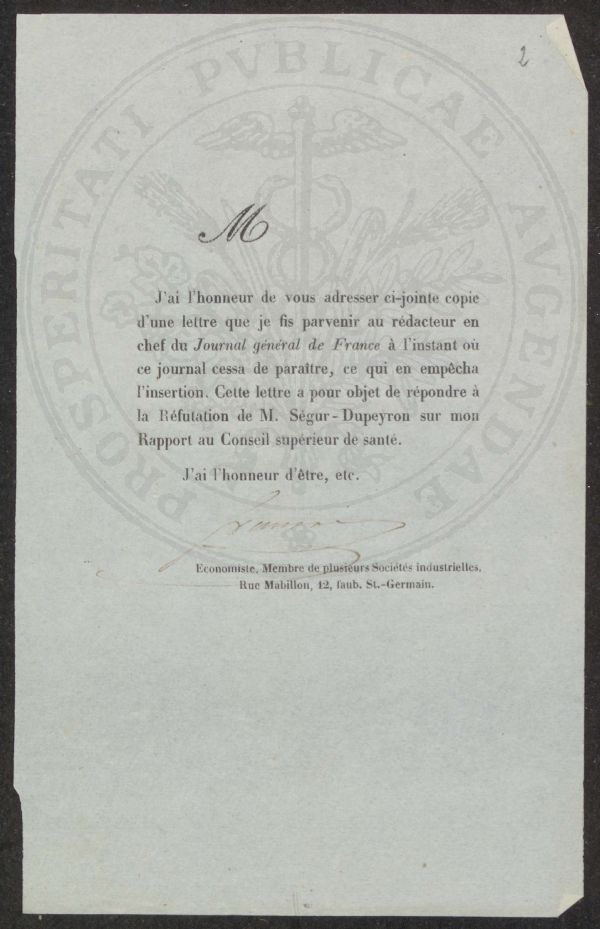 2
PROSPERITATI PVBLICAE AVGENDAE
M
J'ai l'honneur de vous adresser ci-jointe copie
d'une lettre que je fis parvenir au rédacteur en
chef du Journal général de France à l'instant où
ce journal cessa de paraître, ce qui en empêcha
l'insertion. Cette lettre a pour objet de répondre à
la Réfutation de M. Ségur-Dupeyron sur mon
Rapport au Conseil supérieur de santé.
J'ai l'honneur d'être, etc.
Economiste, Membre de plusieurs Sociétés industrielles,
Rue Mabillon, 12, faub. St.-Germain.